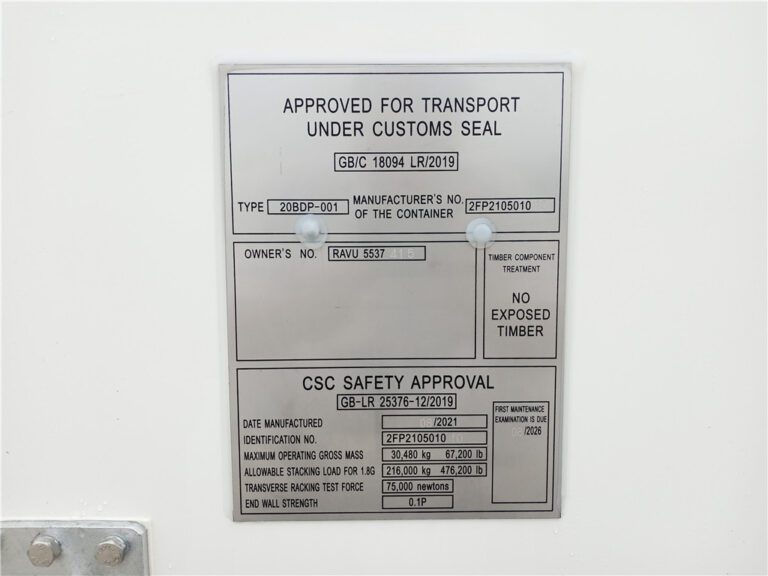 APPROVED FOR TRANSPORT
UNDER CUSTOMS SEAL
GB/C 18094 LR/2019
TYPE 20BDP-001 MANUFACTURER'S NO. OF THE CONTAINER 2FP2105010
OWNER'S NO. RAVU 5537
TIMBER COMPONENT
TREATMENT
NO
EXPOSED
TIMBER
CSC SAFETY APPROVAL
GB-LR 25376-12/2019
DATE MANUFACTURED /2021
IDENTIFICATION NO. 2FP2105010
MAXIMUM OPERATING GROSS MASS 30,480 kg 67,200 lb
ALLOWABLE STACKING LOAD FOR 1.8G 216,000 kg 476,200 lb
TRANSVERSE RACKING TEST FORCE 75,000 newtons
END WALL STRENGTH 0.1P
FIRST MAINTENANCE
EXAMINATION IS DUE
/2026